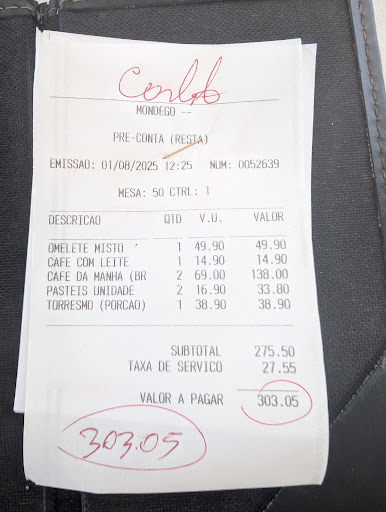 MONDEGO --
PRE-CONTA (RESTA)
EMISSAO: 01/08/2025 12:25 NUM: 0052639
MESA: 50 CTRL: 1
DESCRICAO QTD V.U. VALOR
OMELETE MISTO 1 49.90 49.90
CAFE COM LEITE 1 14.90 14.90
CAFE DA MANHA (BR 2 69.00 138.00
PASTEIS UNIDADE 2 16.90 33.80
TORRESMO (PORCAO) 1 38.90 38.90
SUBTOTAL 275.50
TAXA DE SERVICO 27.55
VALOR A PAGAR 303.05
303.05